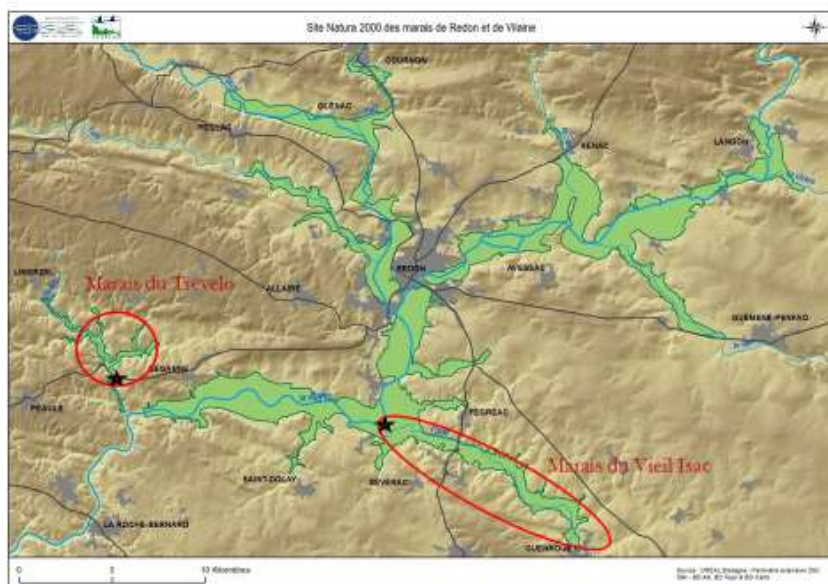 Site Natura 2000 des marais de Redon et de Vilaine
COURNON
GLENAC
PEILLAC
RENAC
LANGON
REDON
AVESSAC
LIMERZEL
Marais du Trévelo
ALLAIRE
GUEMENE-PENFAO
PEAULE
FEGREAC
SAINT-DOLAY
SEVERAC
Marais du Vieil Isac
LA ROCHE-BERNARD
GUENROUET
0 5 10 Kilomètres